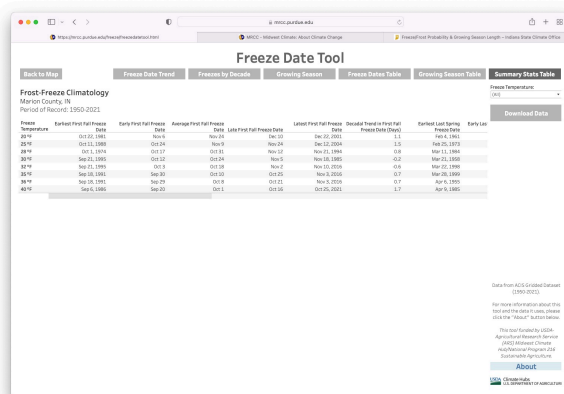 mrcc.purdue.edu
https://mrcc.purdue.edu/freeze/freezedatetool.html
MRCC - Midwest Climate: About Climate Change
Freeze/Frost Probability & Growing Season Length – Indiana State Climate Office
Freeze Date Tool
Back to Map
Freeze Date Trend
Freezes by Decade
Growing Season
Freeze Dates Table
Growing Season Table
Summary Stats Table
Frost-Freeze Climatology
Marion County, IN
Period of Record: 1950-2021
Freeze Temperature:
(All)
Download Data
Freeze Temperature Earliest First Fall Freeze Date Early First Fall Freeze Date Average First Fall Freeze Date Late First Fall Freeze Date Latest First Fall Freeze Date Decadal Trend in First Fall Freeze Date (Days) Earliest Last Spring Freeze Date Early Las
20 °F Oct 22, 1981 Nov 6 Nov 24 Dec 10 Dec 22, 2001 1.1 Feb 4, 1961
25 °F Oct 11, 1988 Oct 24 Nov 9 Nov 24 Dec 12, 2004 1.5 Feb 25, 1973
28 °F Oct 1, 1974 Oct 17 Oct 31 Nov 12 Nov 21, 1994 0.8 Mar 11, 1984
30 °F Sep 21, 1995 Oct 12 Oct 24 Nov 5 Nov 18, 1985 -0.2 Mar 21, 1958
32 °F Sep 21, 1995 Oct 3 Oct 18 Nov 2 Nov 10, 2016 -0.6 Mar 22, 1998
35 °F Sep 18, 1991 Sep 30 Oct 10 Oct 25 Nov 3, 2016 0.7 Mar 28, 1999
36 °F Sep 18, 1991 Sep 29 Oct 8 Oct 21 Nov 3, 2016 0.7 Apr 6, 1955
40 °F Sep 6, 1986 Sep 20 Oct 1 Oct 16 Oct 25, 2021 1.7 Apr 9, 1985
Data from ACIS Gridded Dataset
(1950-2021).
For more information about this
tool and the data it uses, please
click the "About" button below.
This tool funded by USDA-
Agricultural Research Service
(ARS) Midwest Climate
Hub/National Program 216
Sustainable Agriculture.
About
USDA Climate Hubs
U.S. DEPARTMENT OF AGRICULTURE